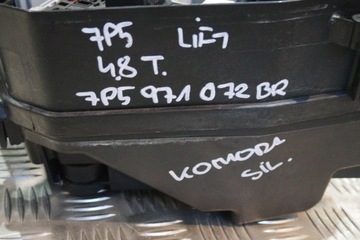 7P5 LIFT
4.8 T.
7P5 971 072 BR
KOMORA
SIL.